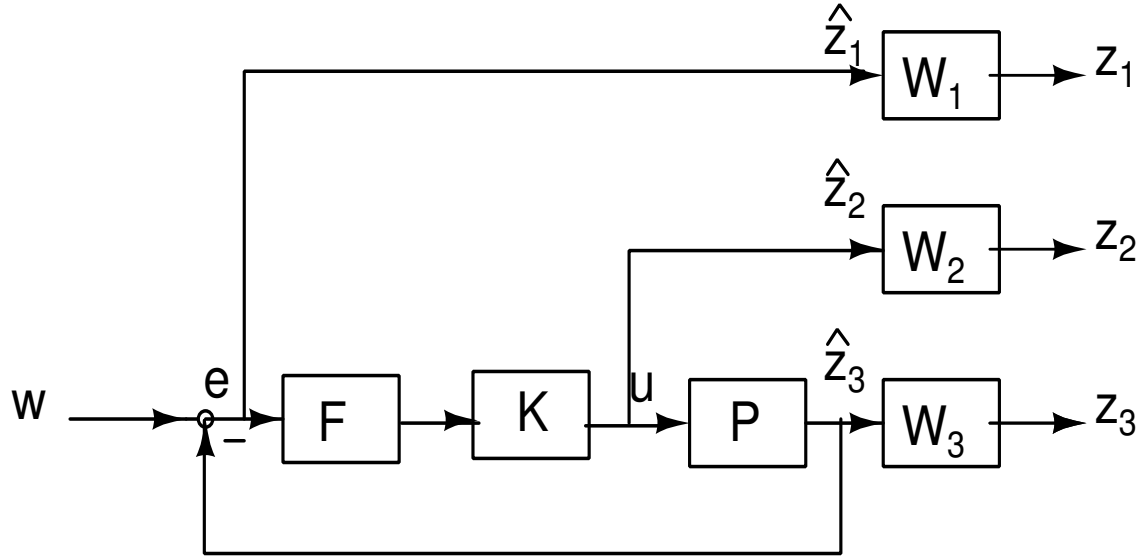 ẑ₁ W₁ z₁
ẑ₂ W₂ z₂
w e − F K u P ẑ₃ W₃ z₃